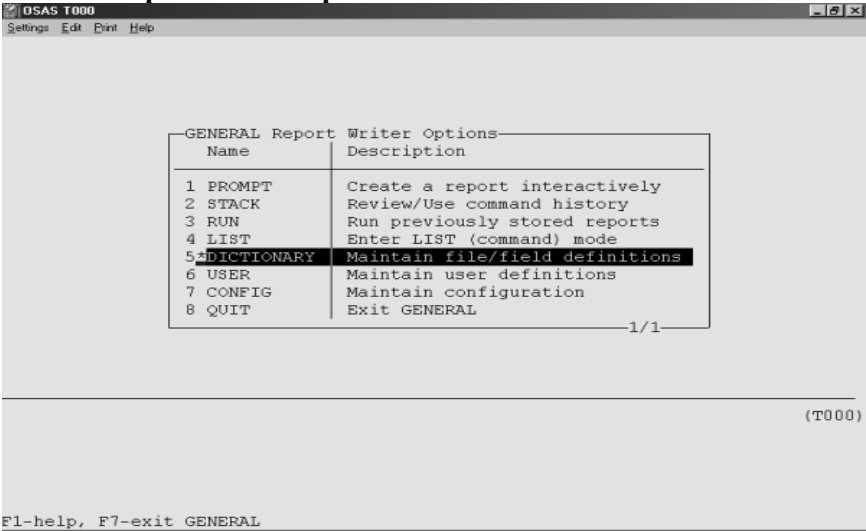 OSAS T000
Settings Edit Print Help
GENERAL Report Writer Options
Name Description
1 PROMPT Create a report interactively
2 STACK Review/Use command history
3 RUN Run previously stored reports
4 LIST Enter LIST (command) mode
5*DICTIONARY Maintain file/field definitions
6 USER Maintain user definitions
7 CONFIG Maintain configuration
8 QUIT Exit GENERAL
1/1
(T000)
F1-help, F7-exit GENERAL